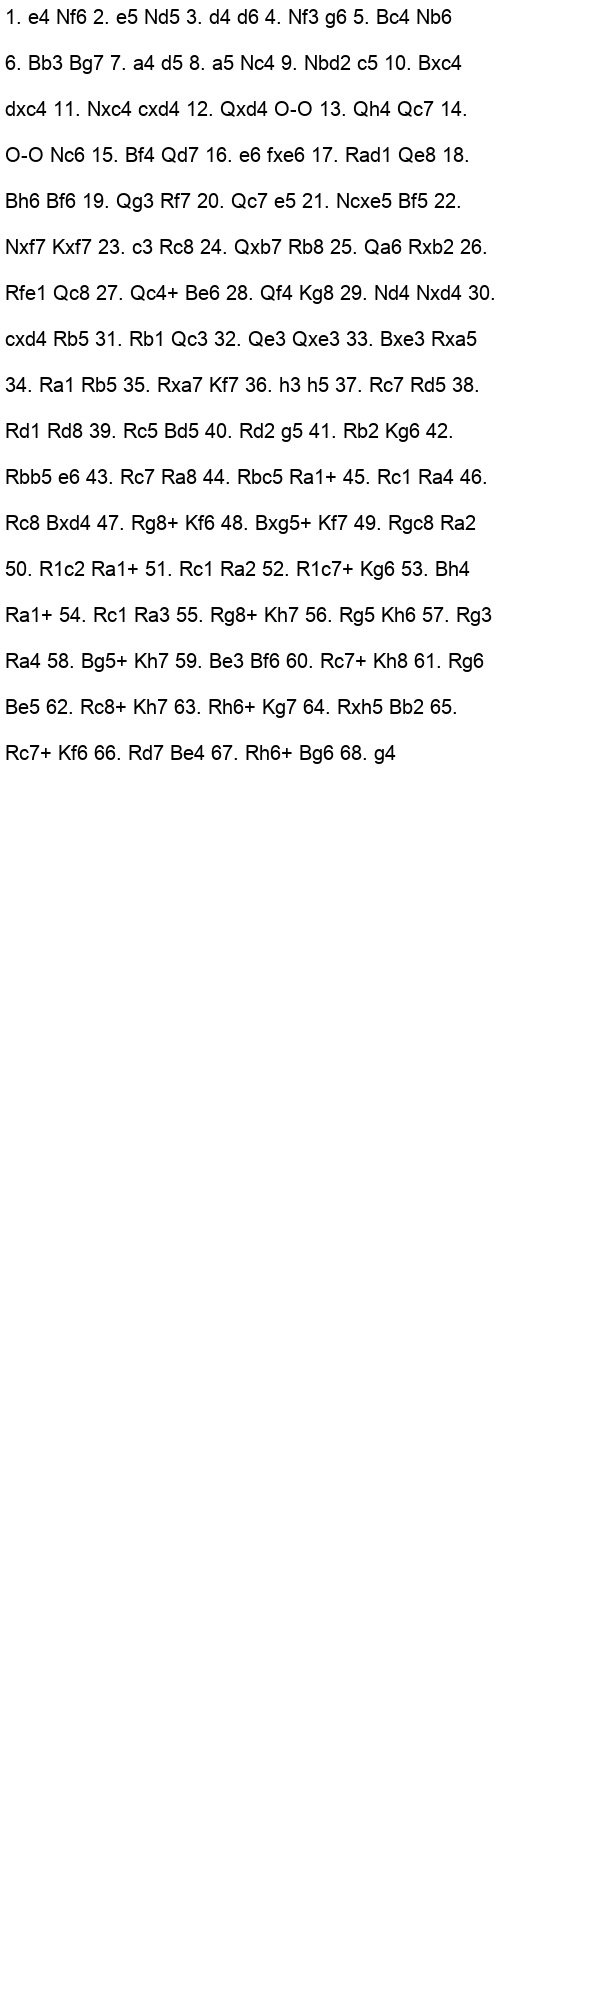 1. e4 Nf6 2. e5 Nd5 3. d4 d6 4. Nf3 g6 5. Bc4 Nb6
6. Bb3 Bg7 7. a4 d5 8. a5 Nc4 9. Nbd2 c5 10. Bxc4
dxc4 11. Nxc4 cxd4 12. Qxd4 O-O 13. Qh4 Qc7 14.
O-O Nc6 15. Bf4 Qd7 16. e6 fxe6 17. Rad1 Qe8 18.
Bh6 Bf6 19. Qg3 Rf7 20. Qc7 e5 21. Ncxe5 Bf5 22.
Nxf7 Kxf7 23. c3 Rc8 24. Qxb7 Rb8 25. Qa6 Rxb2 26.
Rfe1 Qc8 27. Qc4+ Be6 28. Qf4 Kg8 29. Nd4 Nxd4 30.
cxd4 Rb5 31. Rb1 Qc3 32. Qe3 Qxe3 33. Bxe3 Rxa5
34. Ra1 Rb5 35. Rxa7 Kf7 36. h3 h5 37. Rc7 Rd5 38.
Rd1 Rd8 39. Rc5 Bd5 40. Rd2 g5 41. Rb2 Kg6 42.
Rbb5 e6 43. Rc7 Ra8 44. Rbc5 Ra1+ 45. Rc1 Ra4 46.
Rc8 Bxd4 47. Rg8+ Kf6 48. Bxg5+ Kf7 49. Rgc8 Ra2
50. R1c2 Ra1+ 51. Rc1 Ra2 52. R1c7+ Kg6 53. Bh4
Ra1+ 54. Rc1 Ra3 55. Rg8+ Kh7 56. Rg5 Kh6 57. Rg3
Ra4 58. Bg5+ Kh7 59. Be3 Bf6 60. Rc7+ Kh8 61. Rg6
Be5 62. Rc8+ Kh7 63. Rh6+ Kg7 64. Rxh5 Bb2 65.
Rc7+ Kf6 66. Rd7 Be4 67. Rh6+ Bg6 68. g4